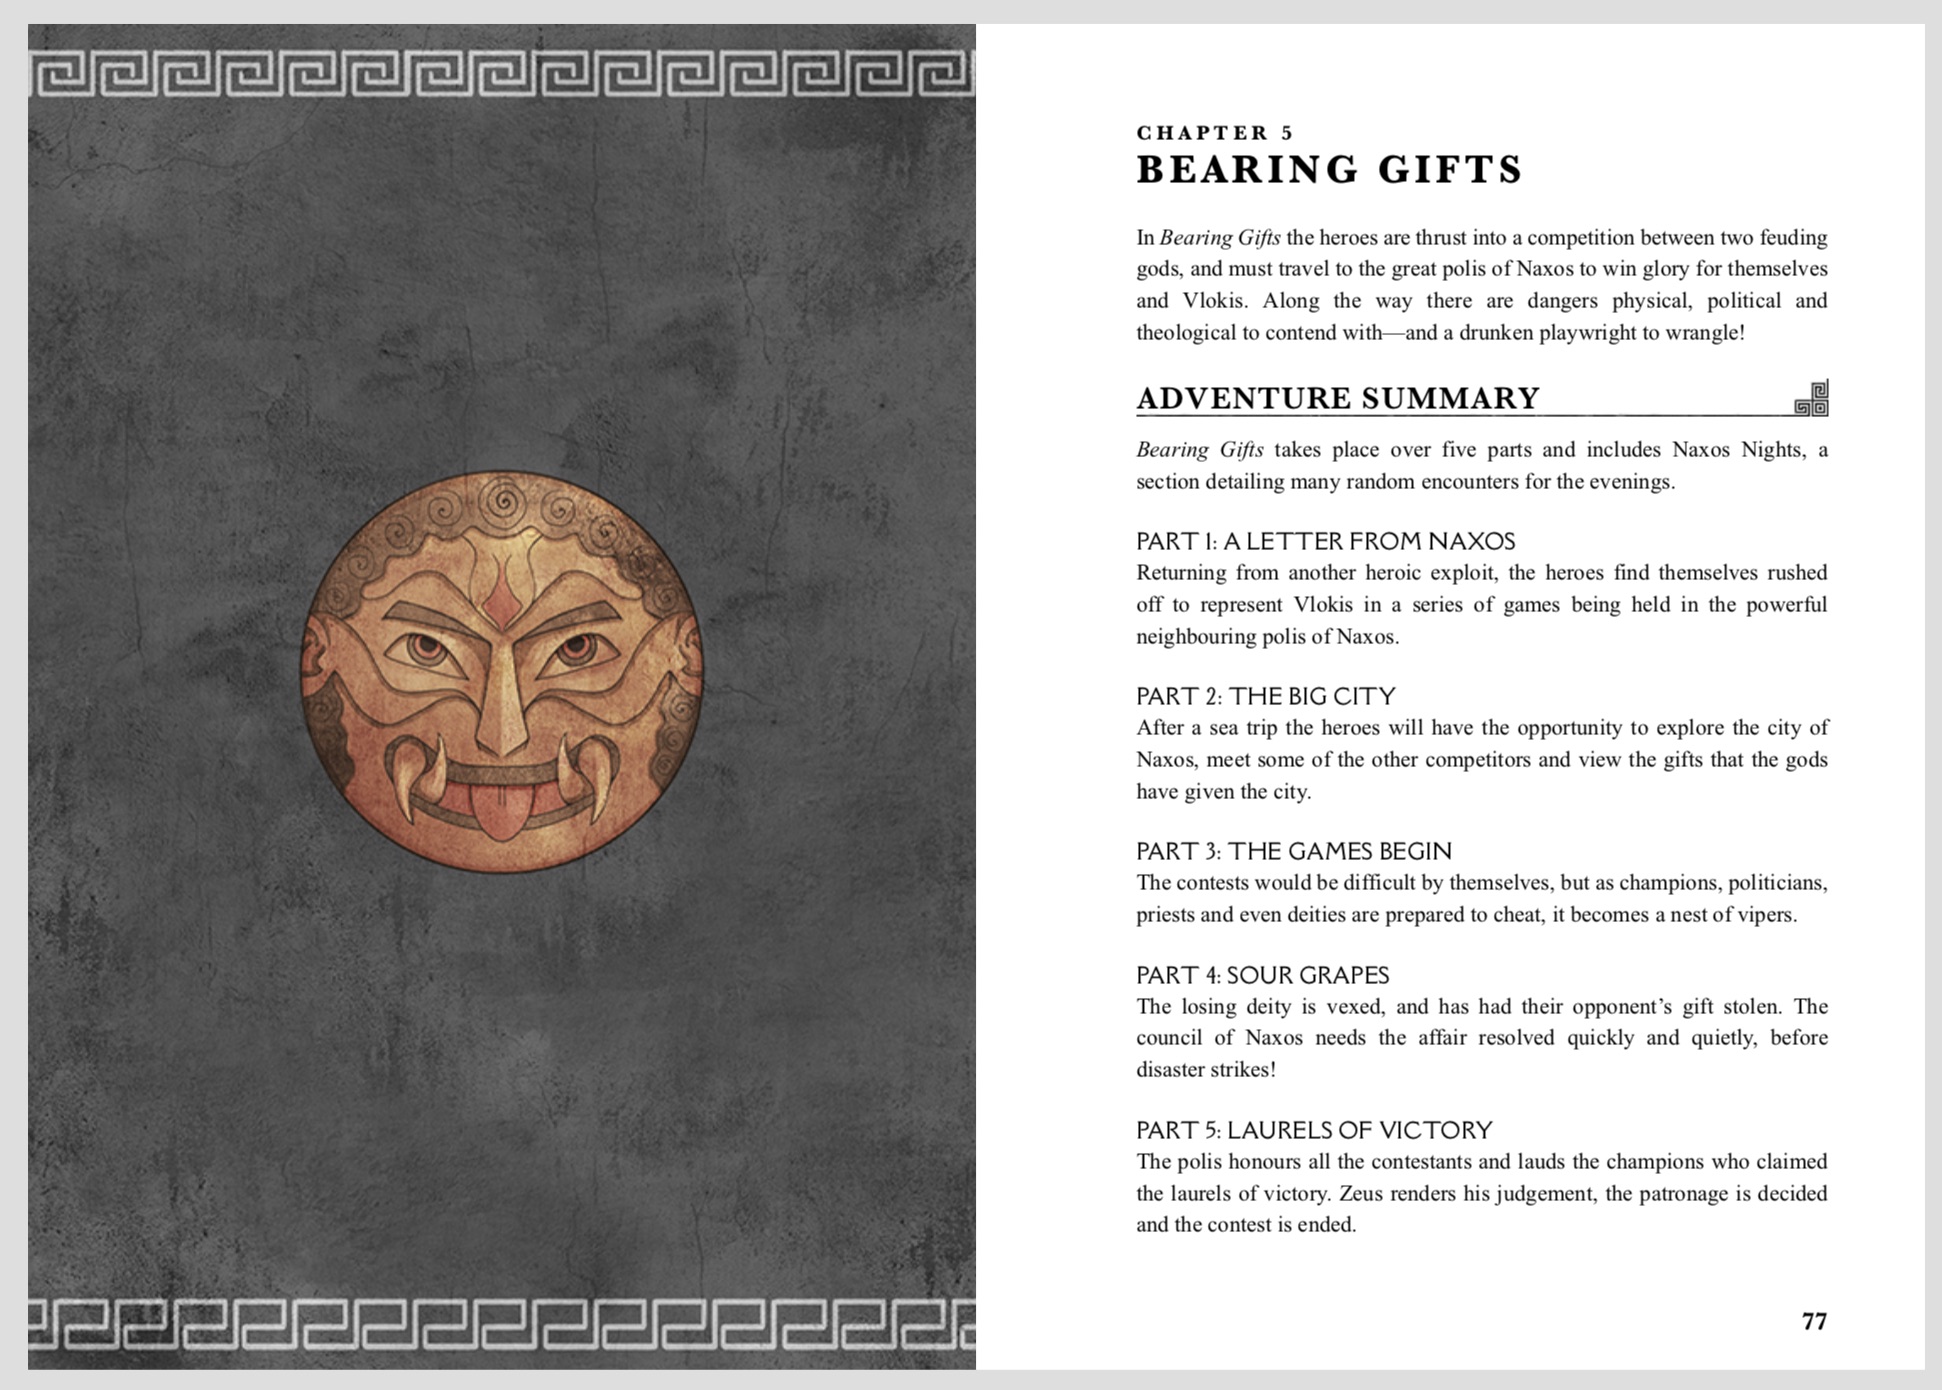 CHAPTER 5
BEARING GIFTS
In Bearing Gifts the heroes are thrust into a competition between two feuding
gods, and must travel to the great polis of Naxos to win glory for themselves
and Vlokis. Along the way there are dangers physical, political and
theological to contend with—and a drunken playwright to wrangle!
ADVENTURE SUMMARY
Bearing Gifts takes place over five parts and includes Naxos Nights, a
section detailing many random encounters for the evenings.
PART 1: A LETTER FROM NAXOS
Returning from another heroic exploit, the heroes find themselves rushed
off to represent Vlokis in a series of games being held in the powerful
neighbouring polis of Naxos.
PART 2: THE BIG CITY
After a sea trip the heroes will have the opportunity to explore the city of
Naxos, meet some of the other competitors and view the gifts that the gods
have given the city.
PART 3: THE GAMES BEGIN
The contests would be difficult by themselves, but as champions, politicians,
priests and even deities are prepared to cheat, it becomes a nest of vipers.
PART 4: SOUR GRAPES
The losing deity is vexed, and has had their opponent’s gift stolen. The
council of Naxos needs the affair resolved quickly and quietly, before
disaster strikes!
PART 5: LAURELS OF VICTORY
The polis honours all the contestants and lauds the champions who claimed
the laurels of victory. Zeus renders his judgement, the patronage is decided
and the contest is ended.
77